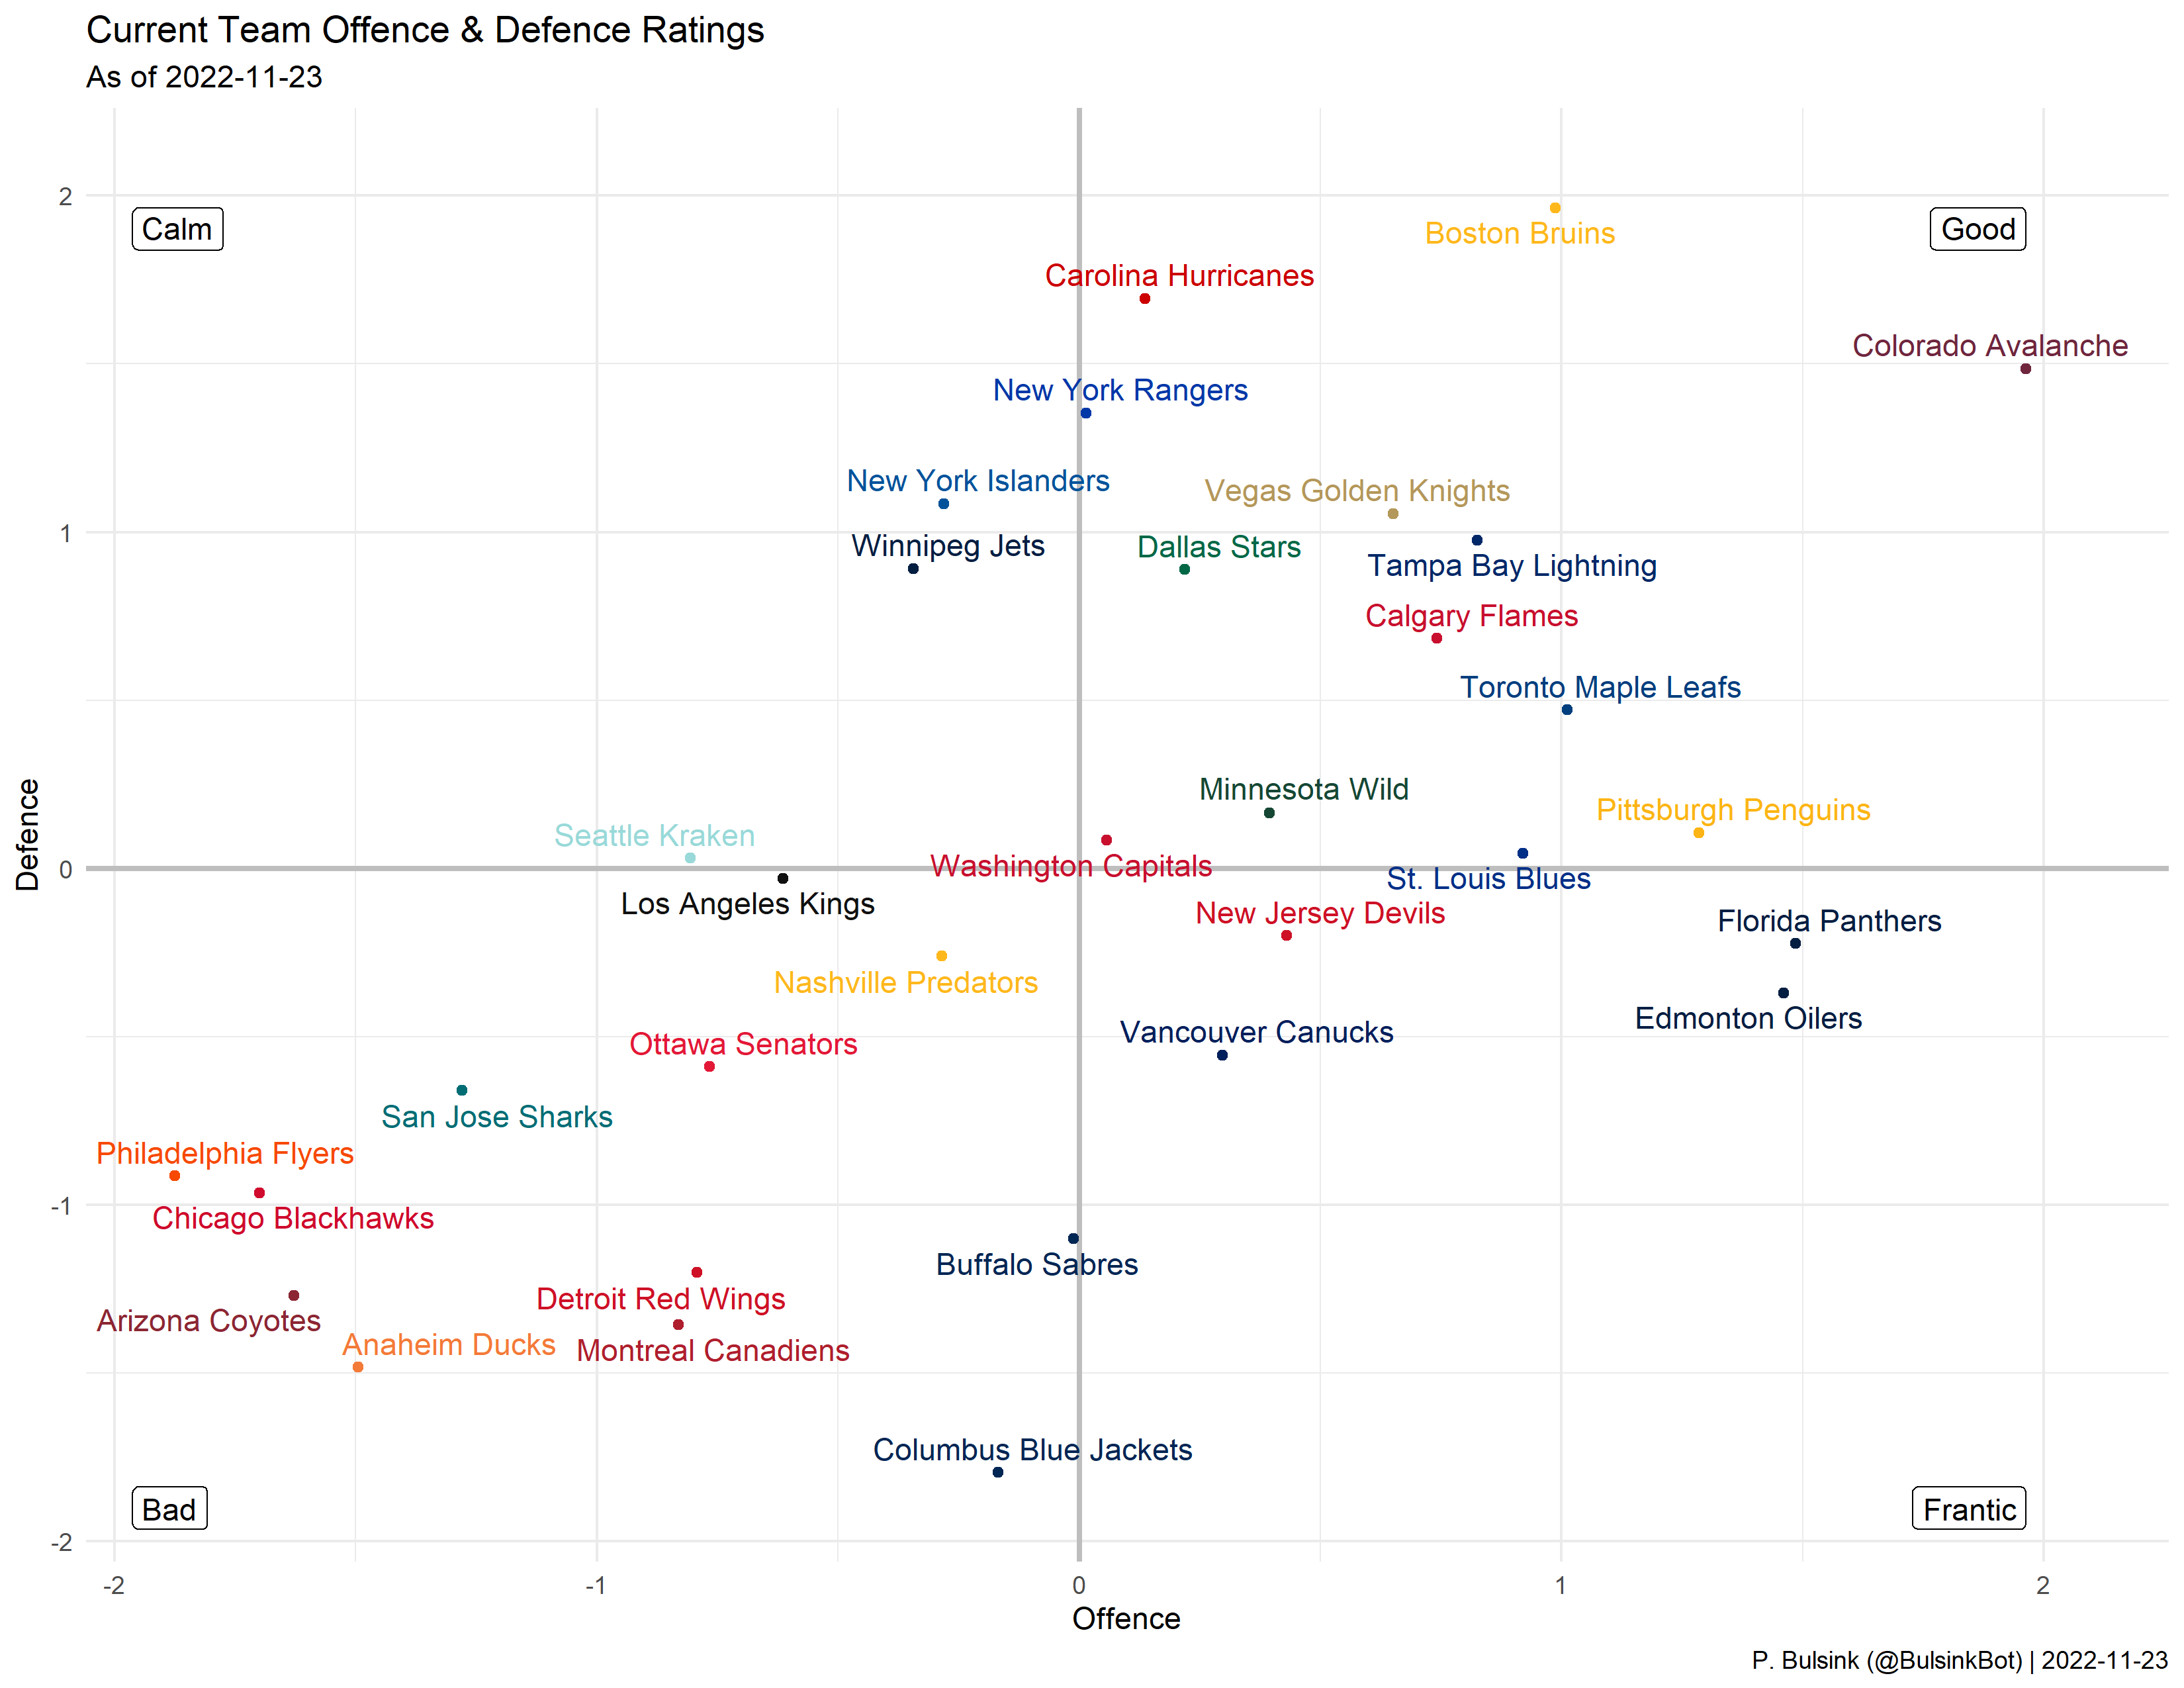 Current Team Offence & Defence Ratings
As of 2022-11-23
2
Calm
Good
Boston Bruins
Carolina Hurricanes
Colorado Avalanche
New York Rangers
New York Islanders
Vegas Golden Knights
1
Winnipeg Jets
Dallas Stars
Tampa Bay Lightning
Calgary Flames
Toronto Maple Leafs
Minnesota Wild
Pittsburgh Penguins
Defence
Seattle Kraken
0
Washington Capitals
St. Louis Blues
Los Angeles Kings
New Jersey Devils
Florida Panthers
Nashville Predators
Edmonton Oilers
Vancouver Canucks
Ottawa Senators
San Jose Sharks
Philadelphia Flyers
-1
Chicago Blackhawks
Buffalo Sabres
Detroit Red Wings
Arizona Coyotes
Anaheim Ducks
Montreal Canadiens
Columbus Blue Jackets
Bad
Frantic
-2
-2 -1 0 1 2
Offence
P. Bulsink (@BulsinkBot) | 2022-11-23